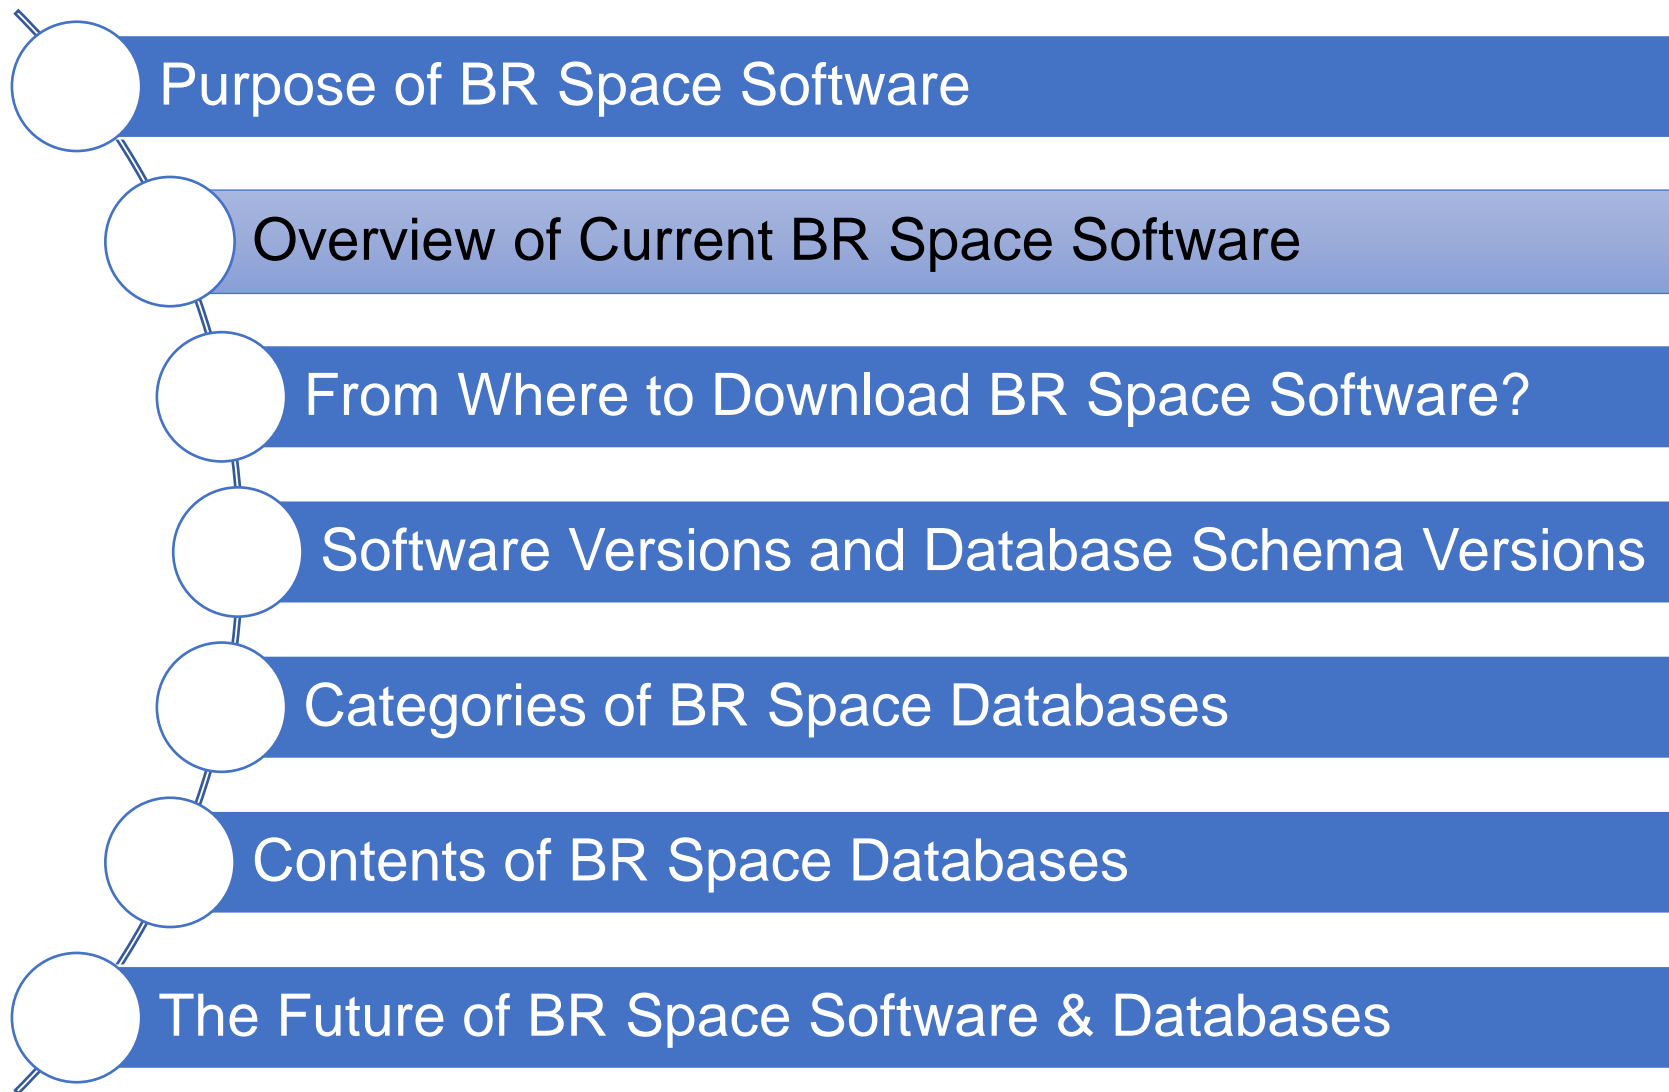 Purpose of BR Space Software
Overview of Current BR Space Software
From Where to Download BR Space Software?
Software Versions and Database Schema Versions
Categories of BR Space Databases
Contents of BR Space Databases
The Future of BR Space Software & Databases